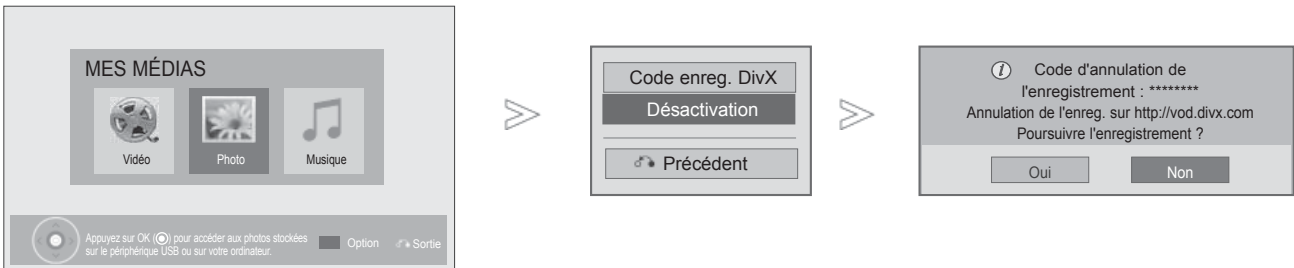 MES MÉDIAS
Vidéo
Photo
Musique
Appuyez sur OK (◉) pour accéder aux photos stockées
sur le périphérique USB ou sur votre ordinateur.
Option
Sortie
Code enreg. DivX
Désactivation
Précédent
Code d'annulation de
l'enregistrement : ********
Annulation de l'enreg. sur http://vod.divx.com
Poursuivre l'enregistrement ?
Oui
Non